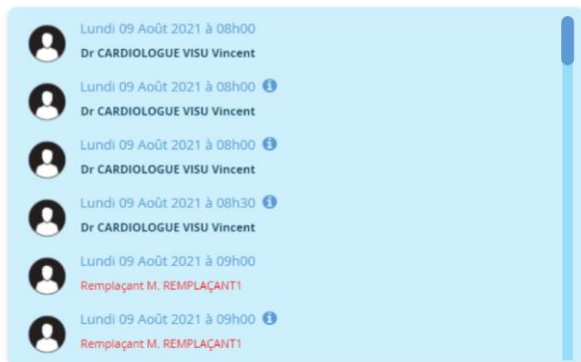 Lundi 09 Août 2021 à 08h00
Dr CARDIOLOGUE VISU Vincent
Lundi 09 Août 2021 à 08h00
Dr CARDIOLOGUE VISU Vincent
Lundi 09 Août 2021 à 08h00
Dr CARDIOLOGUE VISU Vincent
Lundi 09 Août 2021 à 08h30
Dr CARDIOLOGUE VISU Vincent
Lundi 09 Août 2021 à 09h00
Remplaçant M. REMPLAÇANT1
Lundi 09 Août 2021 à 09h00
Remplaçant M. REMPLAÇANT1